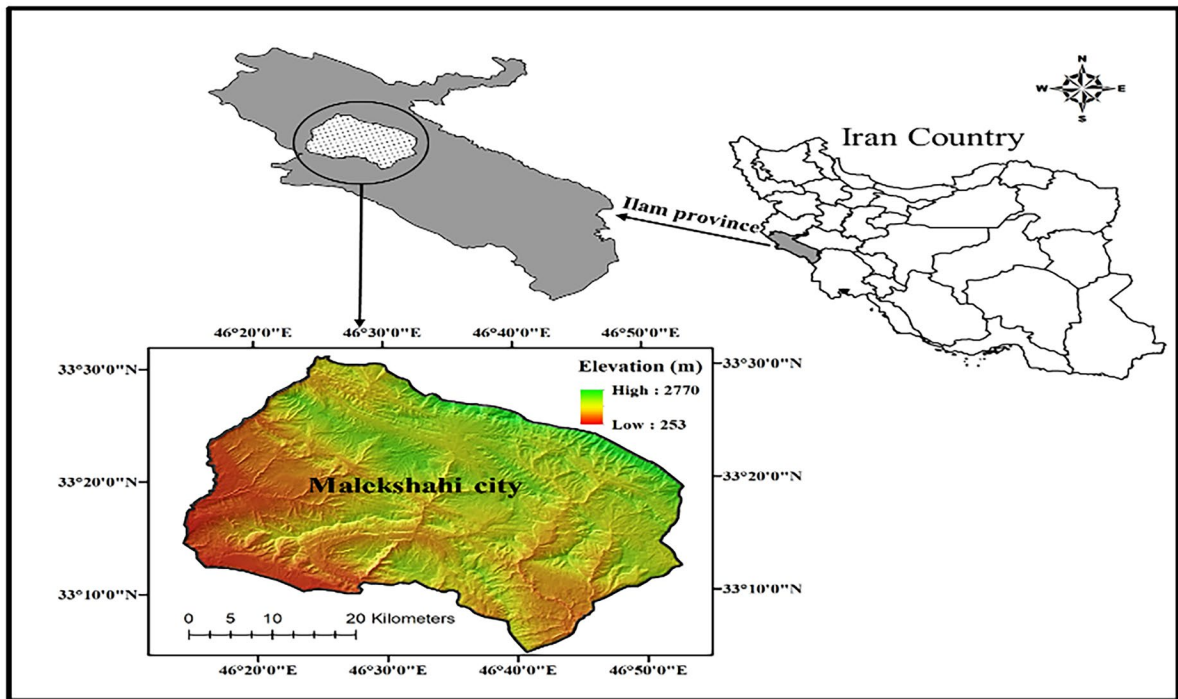 N
W E
S
Iran Country
Ilam province
46°20'0"E 46°30'0"E 46°40'0"E 46°50'0"E
33°30'0"N
33°20'0"N
33°10'0"N
Elevation (m)
High : 2770
Low : 253
33°30'0"N
33°20'0"N
33°10'0"N
Malekshahi city
0 5 10 20 Kilometers
46°20'0"E 46°30'0"E 46°40'0"E 46°50'0"E